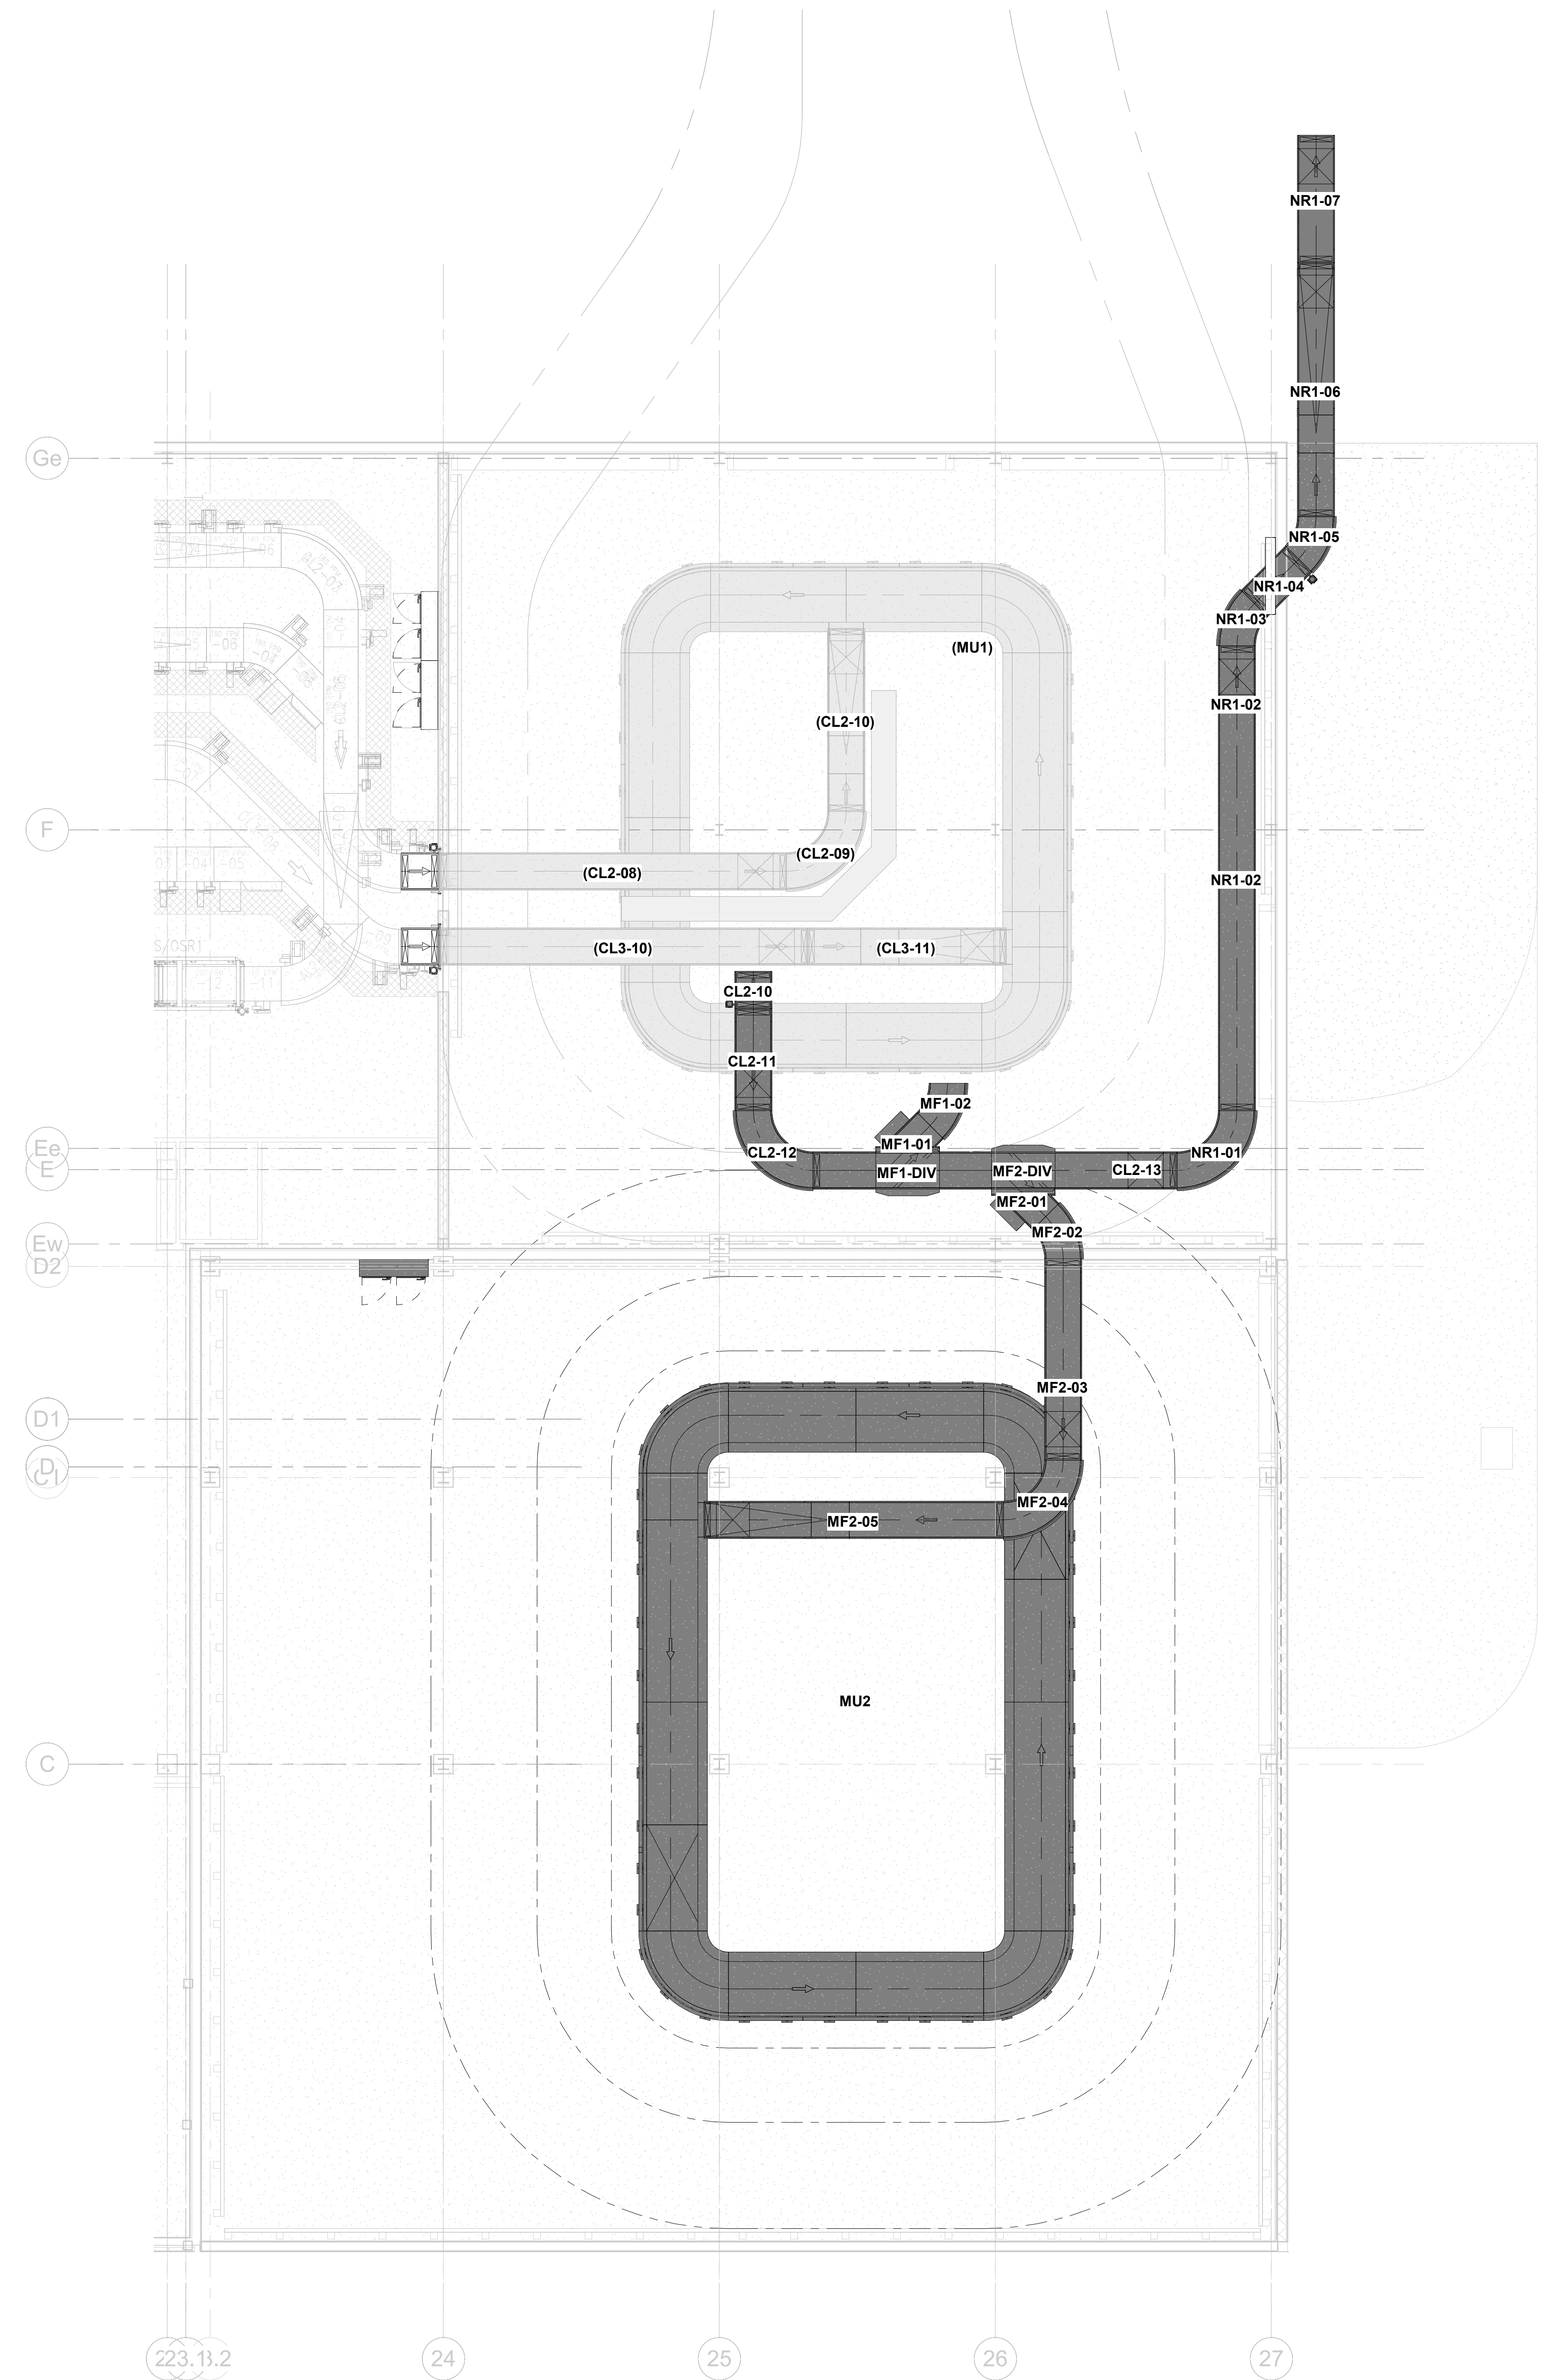 NR1-07
NR1-06
Ge
NR1-05
NR1-04
NR1-03
(MU1)
NR1-02
(CL2-10)
F
(CL2-09)
(CL2-08)
NR1-02
S/OSR1
(CL3-10)
(CL3-11)
CL2-10
CL2-11
MF1-02
MF1-01
Ee
CL2-12
NR1-01
E
MF1-DIV
MF2-DIV
CL2-13
MF2-01
MF2-02
Ew
D2
MF2-03
D1
D
MF2-04
MF2-05
MU2
C
23.1
24
25
26
27